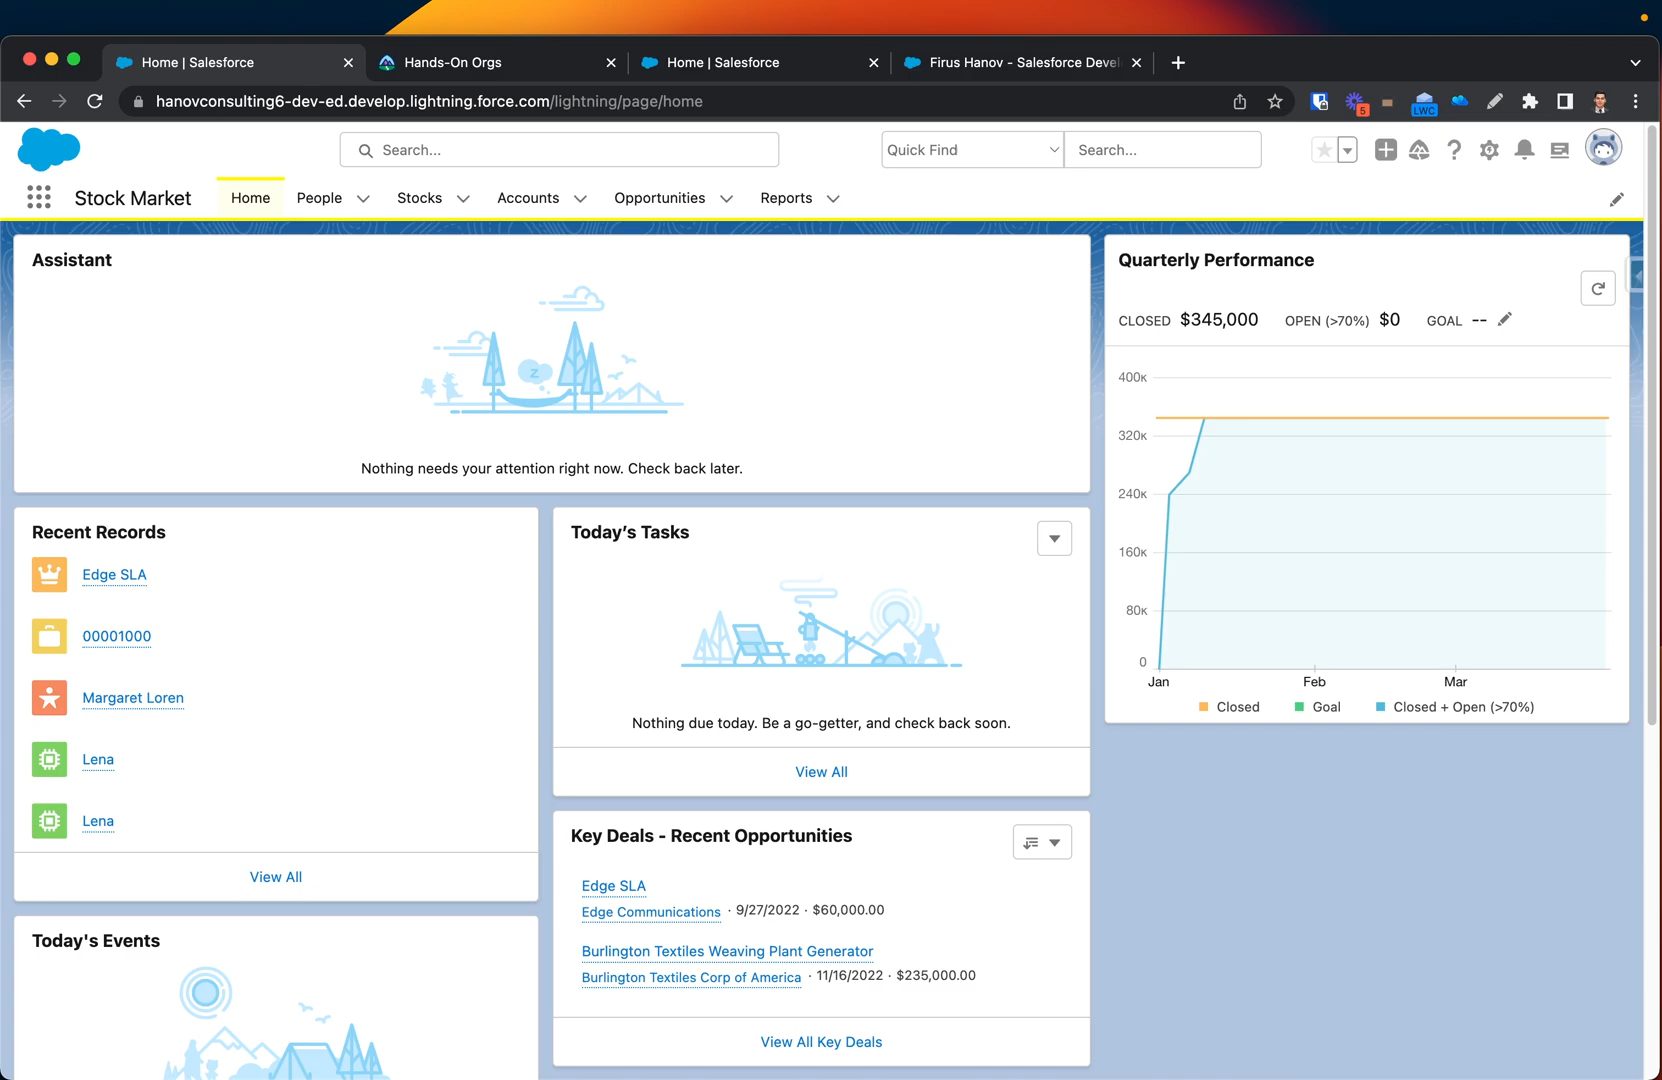 Home | Salesforce
Hands-On Orgs
Home | Salesforce
Firus Hanov - Salesforce Devel
hanovconsulting6-dev-ed.develop.lightning.force.com/lightning/page/home
5
LWC
Search...
Quick Find
Search...
Stock Market
Home
People
Stocks
Accounts
Opportunities
Reports
Assistant
Z
Nothing needs your attention right now. Check back later.
Quarterly Performance
CLOSED $345,000 OPEN (>70%) $0 GOAL --
400K
320K
240K
160K
80K
0
Jan
Feb
Mar
Closed
Goal
Closed + Open (>70%)
Recent Records
Edge SLA
00001000
Margaret Loren
Lena
Lena
View All
Today’s Tasks
Nothing due today. Be a go-getter, and check back soon.
View All
Key Deals - Recent Opportunities
Edge SLA
Edge Communications · 9/27/2022 · $60,000.00
Burlington Textiles Weaving Plant Generator
Burlington Textiles Corp of America · 11/16/2022 · $235,000.00
View All Key Deals
Today's Events